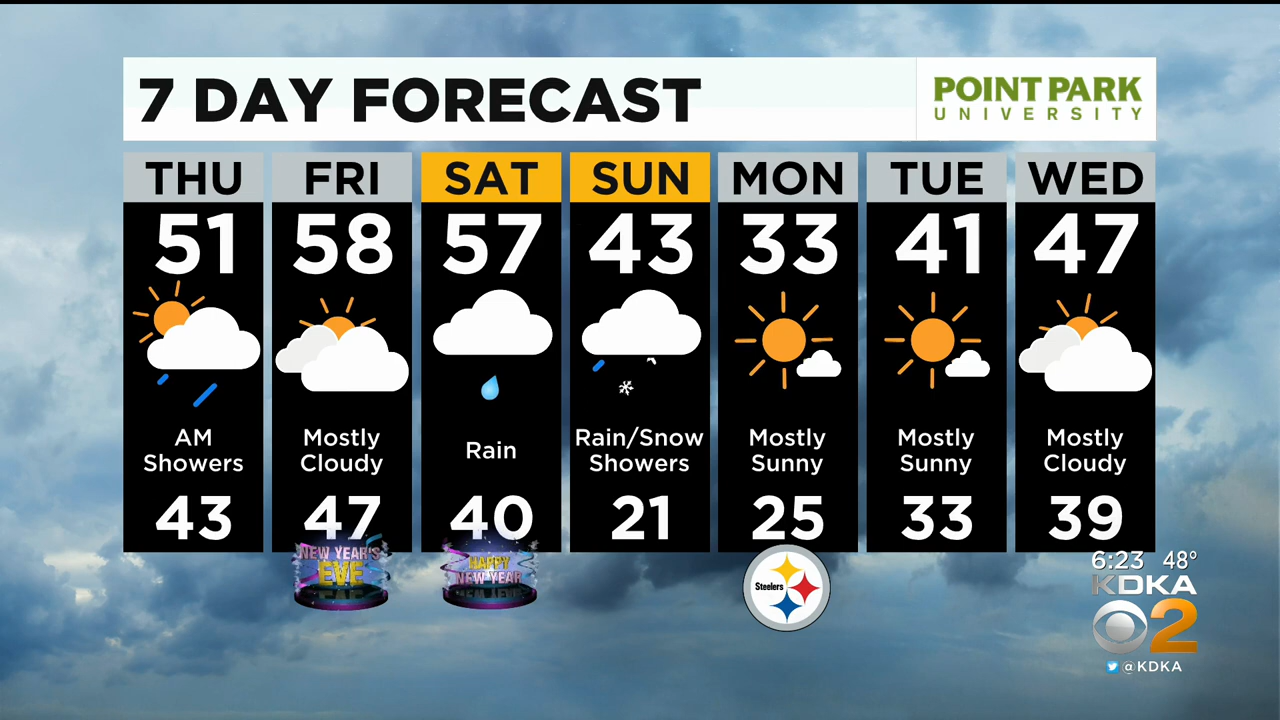 7 DAY FORECAST
POINT PARK
UNIVERSITY
THU FRI SAT SUN MON TUE WED
51 58 57 43 33 41 47
AM
Showers
Mostly
Cloudy
Rain
Rain/Snow
Showers
Mostly
Sunny
Mostly
Sunny
Mostly
Cloudy
43 47 40 21 25 33 39
NEW YEAR'S
EVE
HAPPY
NEW YEAR
Steelers
6:23 48°
KDKA
2
@KDKA